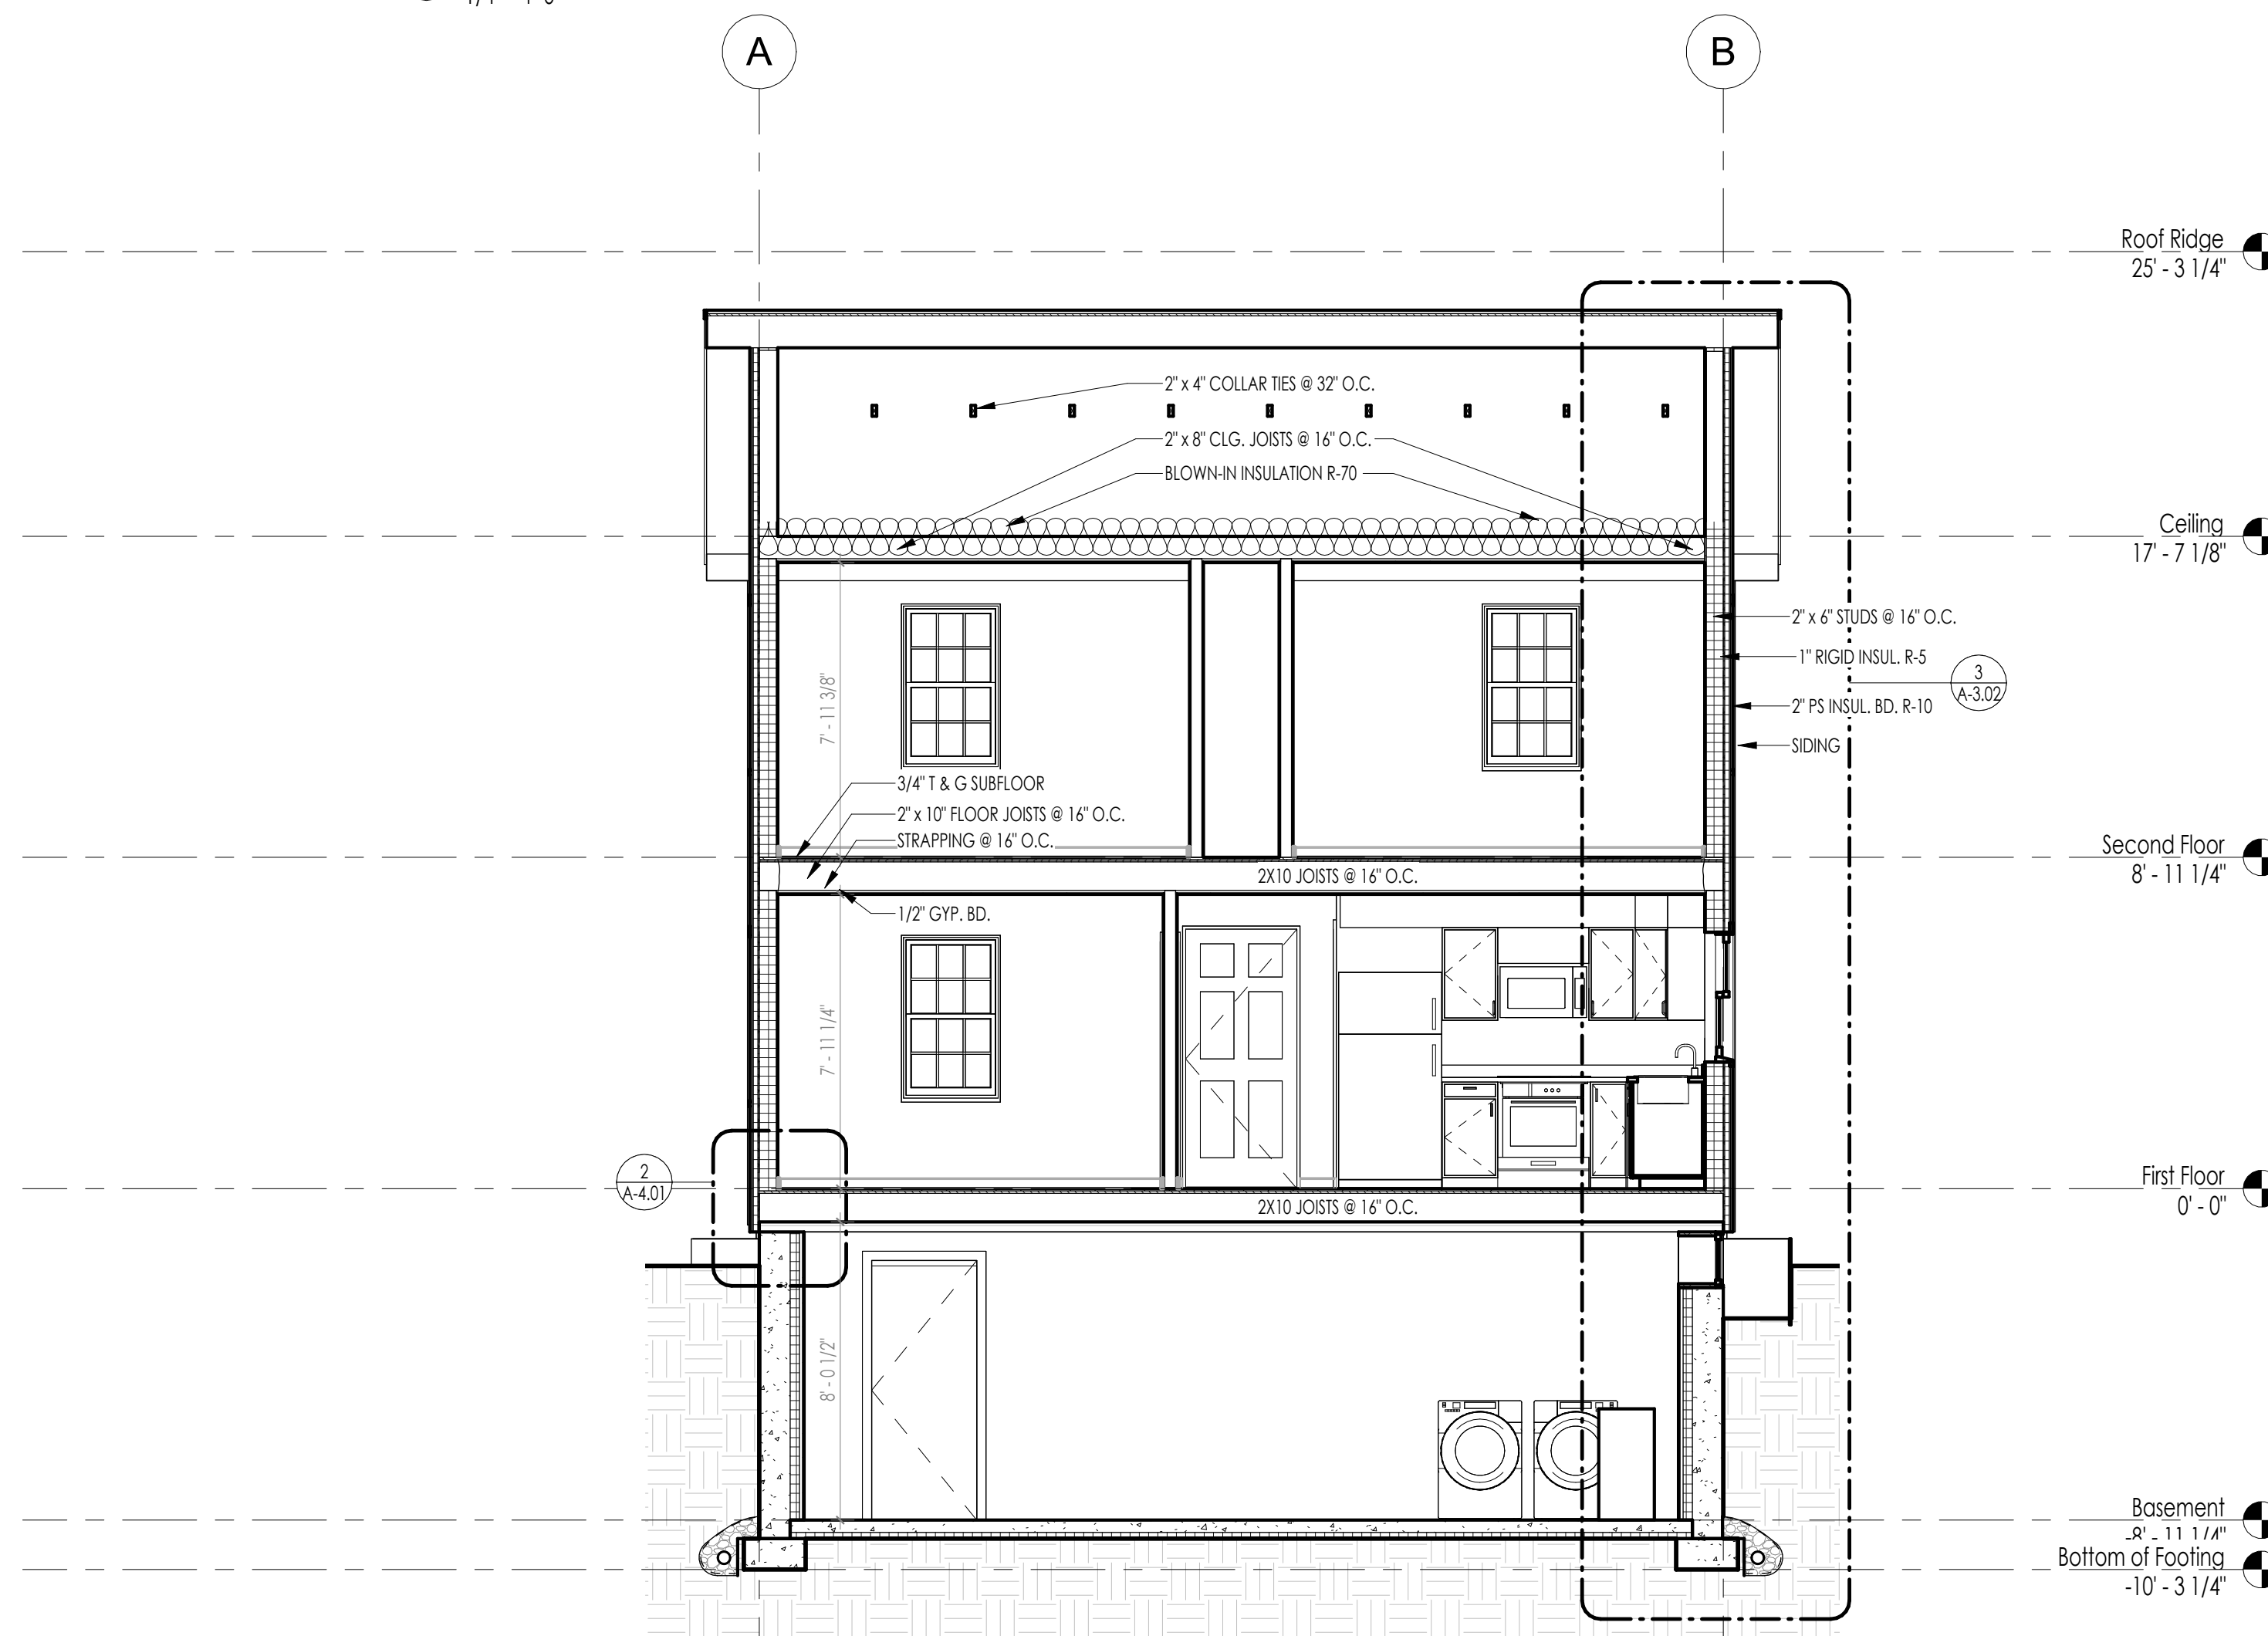 A
B
Roof Ridge
25' - 3 1/4"
2" x 4" COLLAR TIES @ 32" O.C.
2" x 8" CLG. JOISTS @ 16" O.C.
BLOWN-IN INSULATION R-70
Ceiling
17' - 7 1/8"
2" x 6" STUDS @ 16" O.C.
1" RIGID INSUL. R-5
3
A-3.02
2" PS INSUL. BD. R-10
SIDING
7' - 11 3/8"
3/4" T & G SUBFLOOR
2" x 10" FLOOR JOISTS @ 16" O.C.
STRAPPING @ 16" O.C.
Second Floor
8' - 11 1/4"
2X10 JOISTS @ 16" O.C.
1/2" GYP. BD.
7' - 11 1/4"
2
A-4.01
First Floor
0' - 0"
2X10 JOISTS @ 16" O.C.
8' - 0 1/2"
Basement
-8' - 11 1/4"
Bottom of Footing
-10' - 3 1/4"